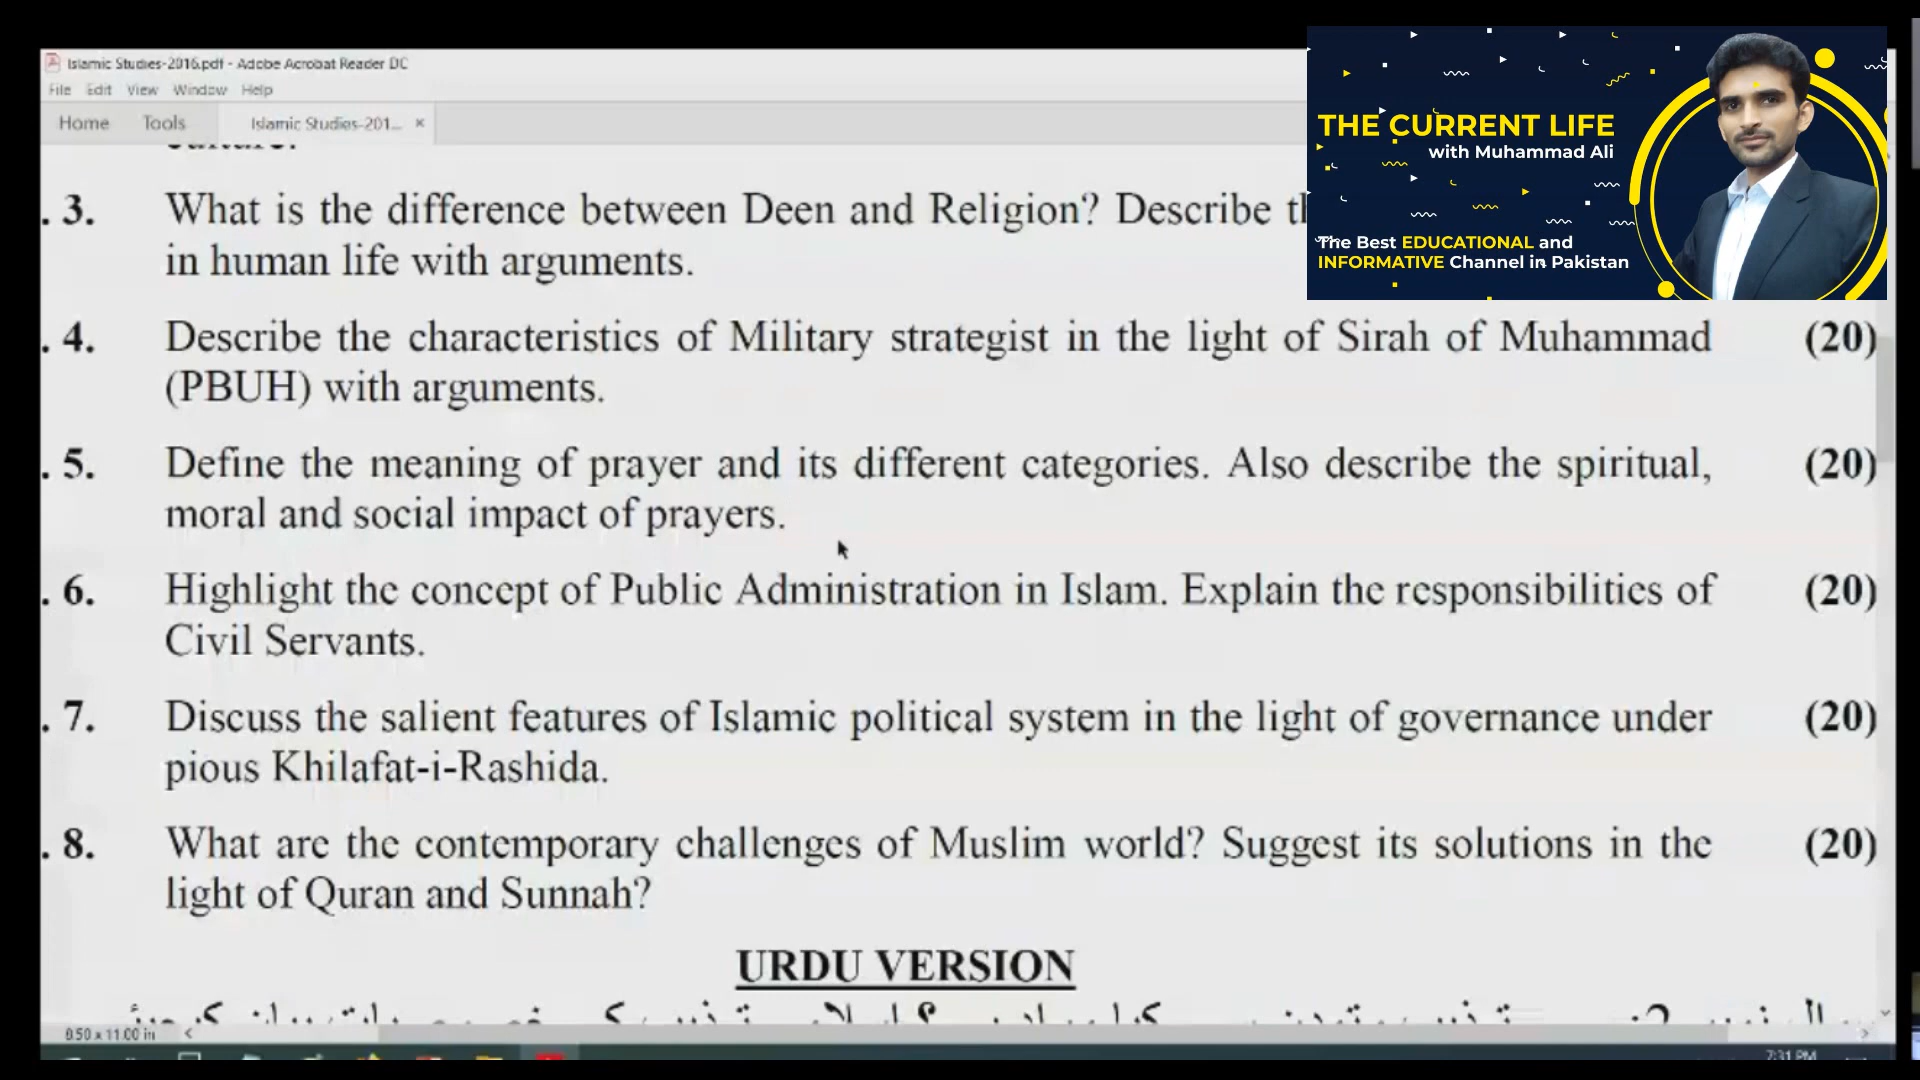 Islamic Studies-2016.pdf - Adobe Acrobat Reader DC
File Edit View Window Help
Home Tools Islamic Studies-201... ×
culture.
. 3. What is the difference between Deen and Religion? Describe
in human life with arguments.
. 4. Describe the characteristics of Military strategist in the light of Sirah of Muhammad (20)
(PBUH) with arguments.
. 5. Define the meaning of prayer and its different categories. Also describe the spiritual, (20)
moral and social impact of prayers.
. 6. Highlight the concept of Public Administration in Islam. Explain the responsibilities of (20)
Civil Servants.
. 7. Discuss the salient features of Islamic political system in the light of governance under (20)
pious Khilafat-i-Rashida.
. 8. What are the contemporary challenges of Muslim world? Suggest its solutions in the (20)
light of Quran and Sunnah?
URDU VERSION
8.50 x 11.00 in
7:31 PM
THE CURRENT LIFE
with Muhammad Ali
The Best EDUCATIONAL and
INFORMATIVE Channel in Pakistan